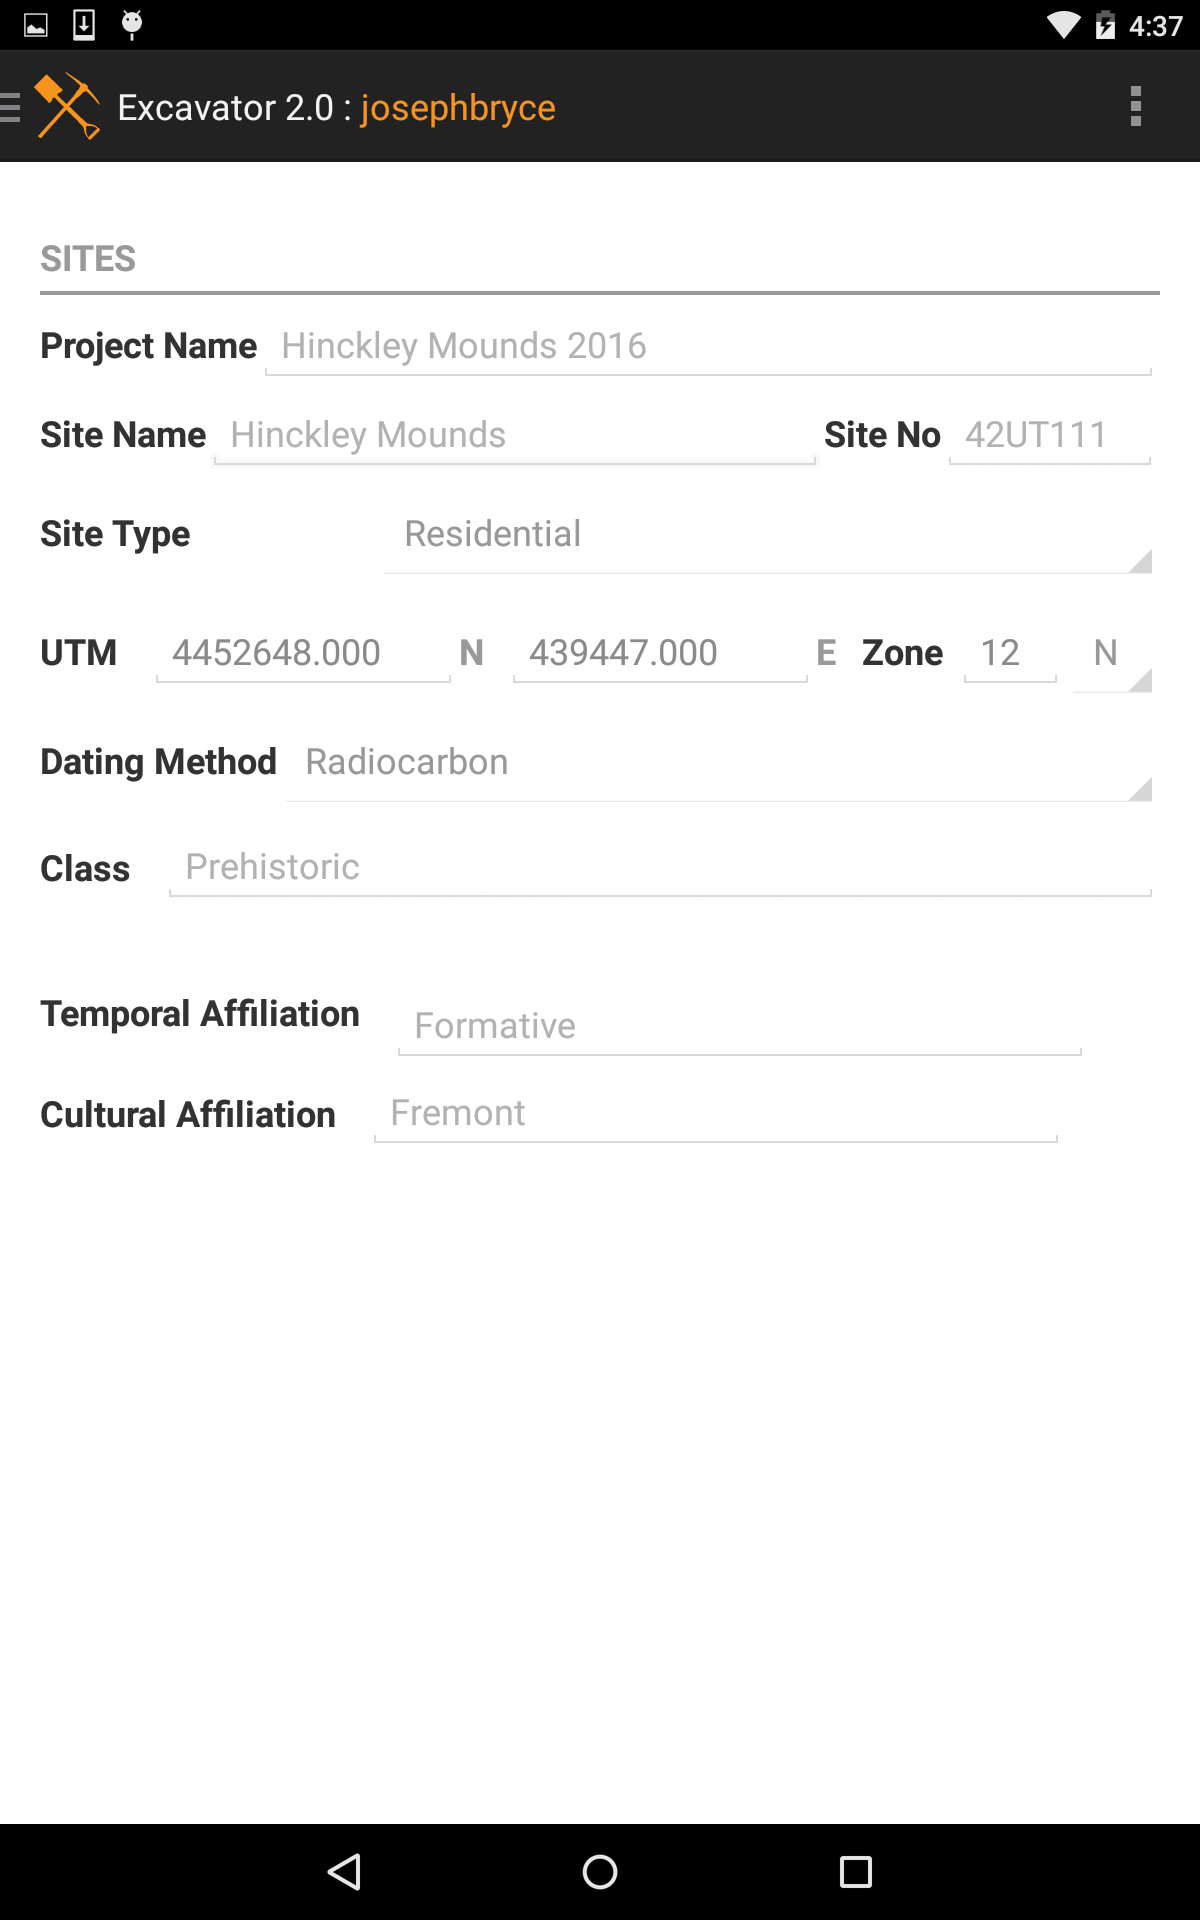 4:37
Excavator 2.0 : josephbryce
SITES
Project Name Hinckley Mounds 2016
Site Name Hinckley Mounds Site No 42UT111
Site Type Residential
UTM 4452648.000 N 439447.000 E Zone 12 N
Dating Method Radiocarbon
Class Prehistoric
Temporal Affiliation Formative
Cultural Affiliation Fremont